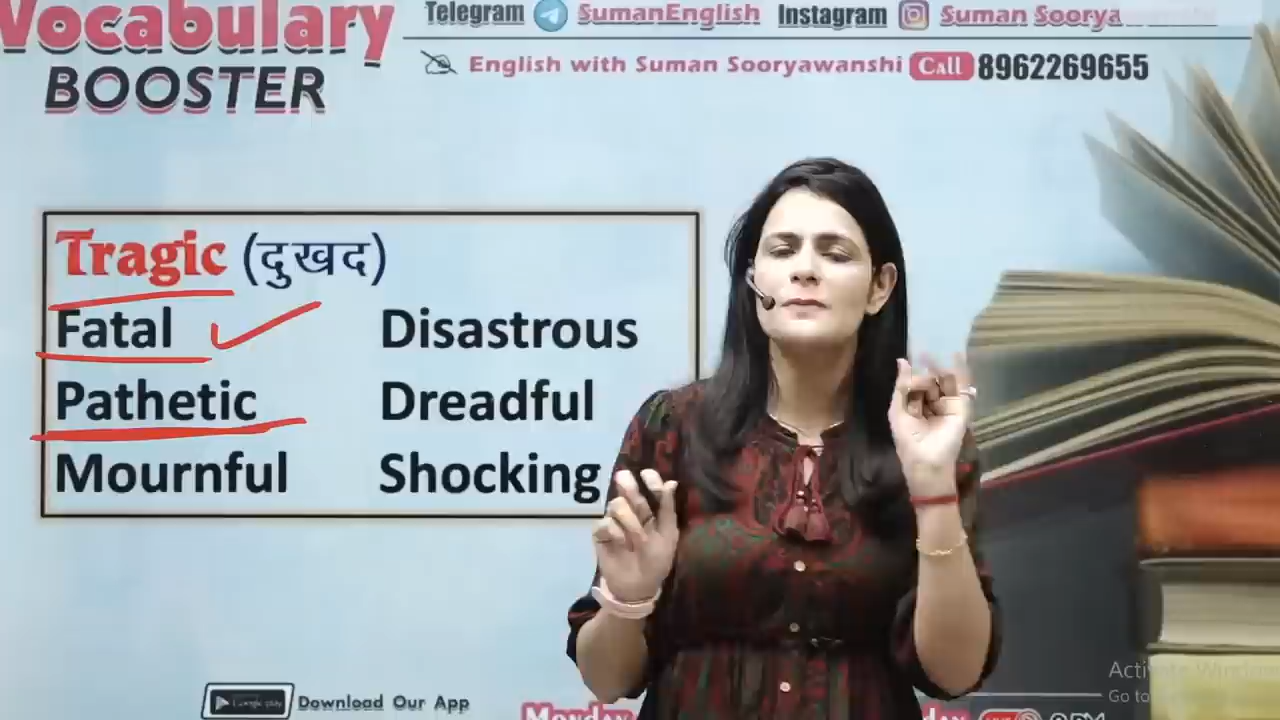 Vocabulary
BOOSTER
Telegram SumanEnglish Instagram Suman Soorya
English with Suman Sooryawanshi Call 8962269655
Tragic (दुखद)
Fatal Disastrous
Pathetic Dreadful
Mournful Shocking
Download Our App
Monday